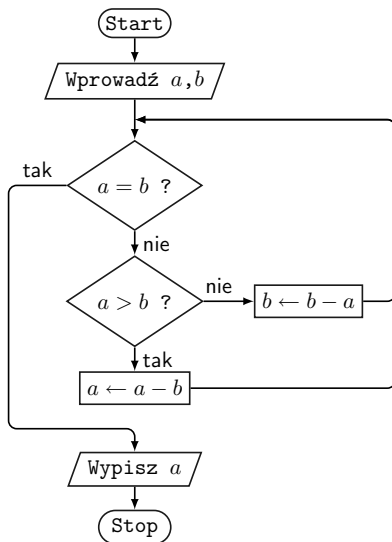 Start
Wprowadź a,b
tak
a = b ?
nie
a > b ?
nie
b ← b − a
tak
a ← a − b
Wypisz a
Stop